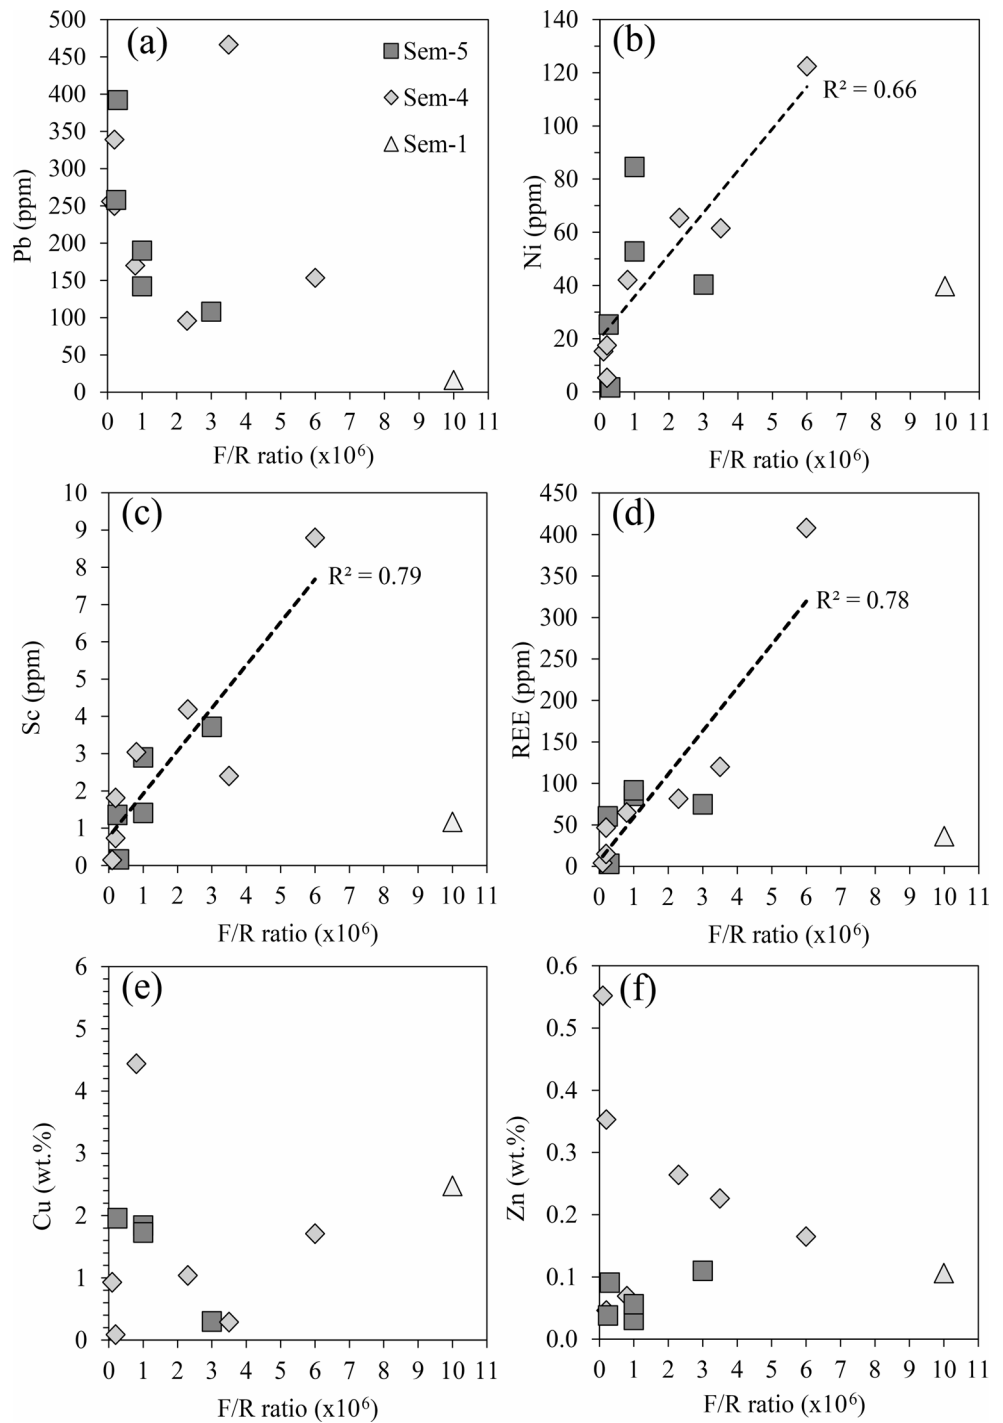 (a)
Sem-5
Sem-4
Sem-1
500
450
400
350
300
250
200
150
100
50
0
Pb (ppm)
0 1 2 3 4 5 6 7 8 9 10 11
F/R ratio (x10⁶)
(b)
R² = 0.66
140
120
100
80
60
40
20
0
Ni (ppm)
0 1 2 3 4 5 6 7 8 9 10 11
F/R ratio (x10⁶)
(c)
R² = 0.79
10
9
8
7
6
5
4
3
2
1
0
Sc (ppm)
0 1 2 3 4 5 6 7 8 9 10 11
F/R ratio (x10⁶)
(d)
R² = 0.78
450
400
350
300
250
200
150
100
50
0
REE (ppm)
0 1 2 3 4 5 6 7 8 9 10 11
F/R ratio (x10⁶)
(e)
6
5
4
3
2
1
0
Cu (wt.%)
0 1 2 3 4 5 6 7 8 9 10 11
F/R ratio (x10⁶)
(f)
0.6
0.5
0.4
0.3
0.2
0.1
0.0
Zn (wt.%)
0 1 2 3 4 5 6 7 8 9 10 11
F/R ratio (x10⁶)